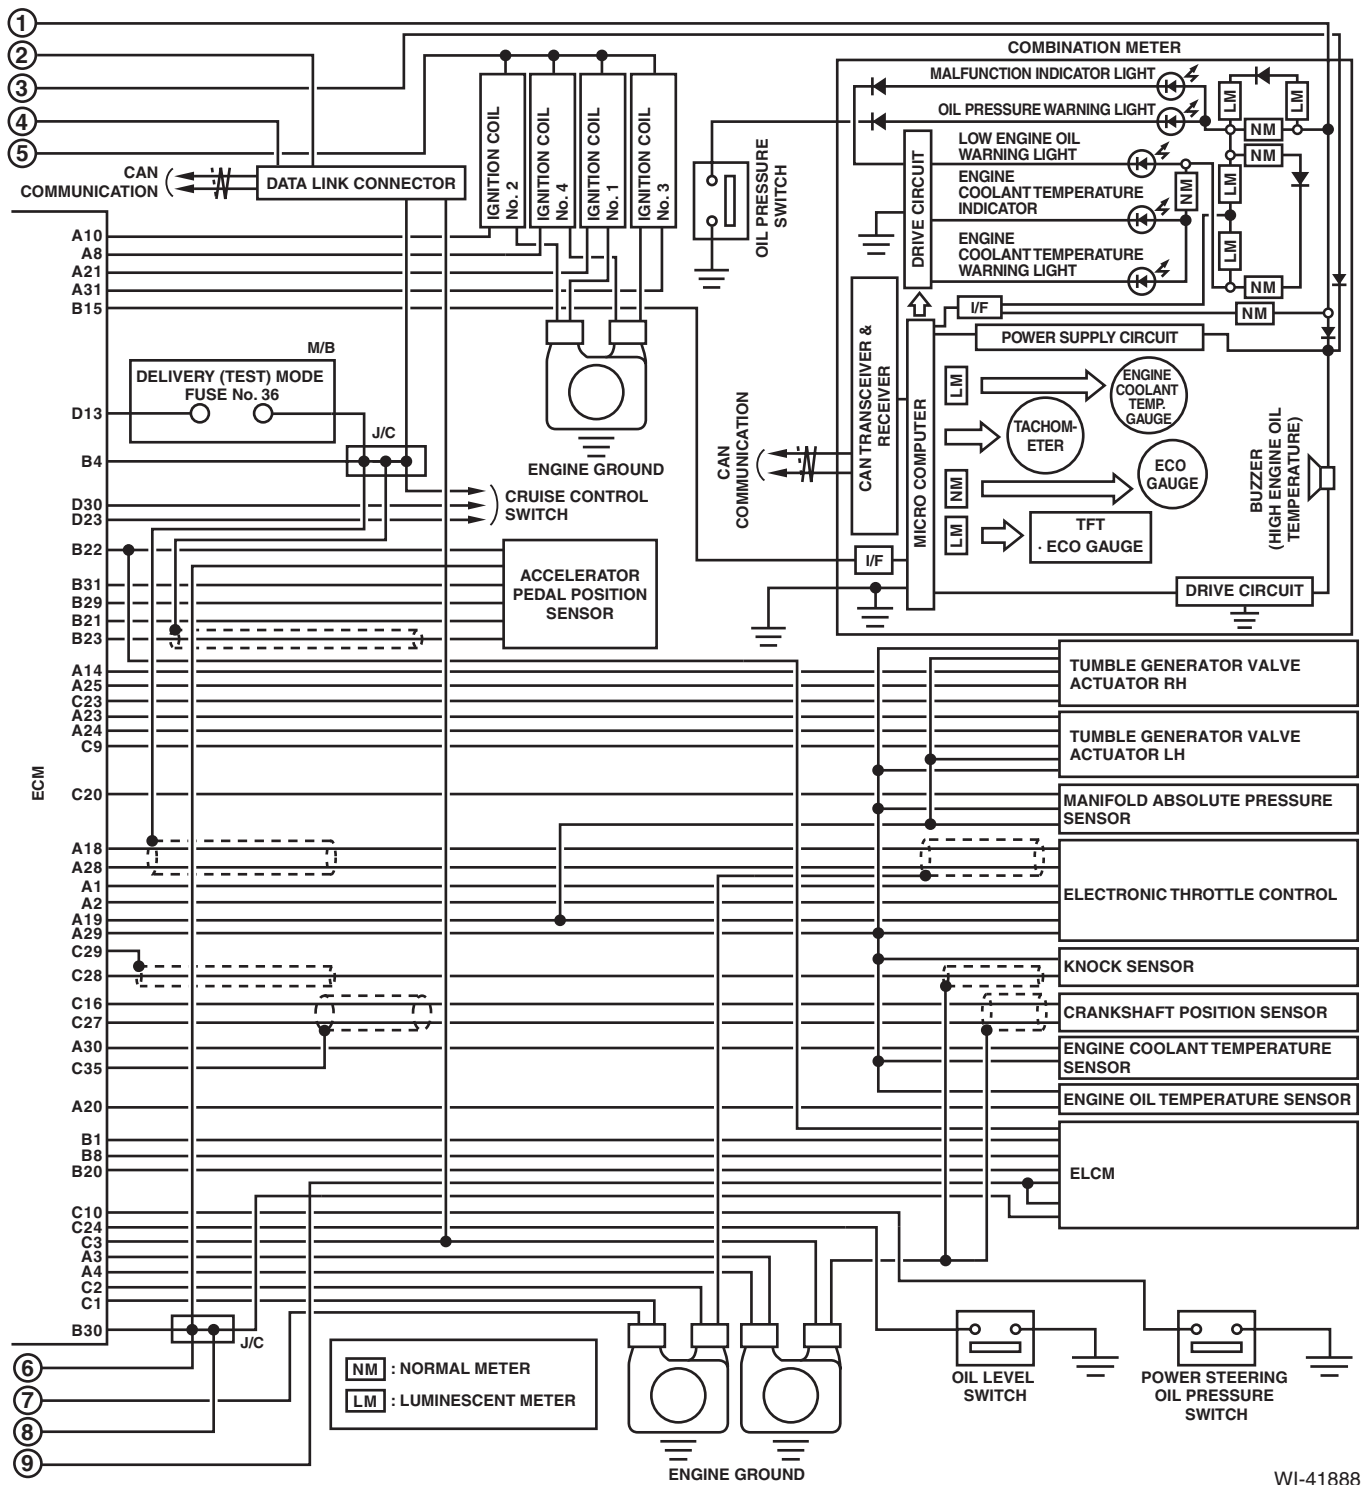 1
2
3
4
5
CAN
COMMUNICATION
DATA LINK CONNECTOR
IGNITION COIL
No. 2
IGNITION COIL
No. 4
IGNITION COIL
No. 1
IGNITION COIL
No. 3
OIL PRESSURE
SWITCH
COMBINATION METER
MALFUNCTION INDICATOR LIGHT
OIL PRESSURE WARNING LIGHT
LOW ENGINE OIL
WARNING LIGHT
ENGINE
COOLANT TEMPERATURE
INDICATOR
ENGINE
COOLANT TEMPERATURE
WARNING LIGHT
DRIVE CIRCUIT
LM
LM
NM
NM
NM
LM
LM
NM
NM
I/F
POWER SUPPLY CIRCUIT
CAN TRANSCEIVER &
RECEIVER
MICRO COMPUTER
LM
ENGINE
COOLANT
TEMP.
GAUGE
TACHOM-
ETER
NM
ECO
GAUGE
LM
TFT
· ECO GAUGE
CAN
COMMUNICATION
I/F
BUZZER
(HIGH ENGINE OIL
TEMPERATURE)
DRIVE CIRCUIT
A10
A8
A21
A31
B15
M/B
DELIVERY (TEST) MODE
FUSE No. 36
D13
J/C
B4
ENGINE GROUND
D30
D23
CRUISE CONTROL
SWITCH
B22
B31
B29
B21
B23
ACCELERATOR
PEDAL POSITION
SENSOR
A14
A25
C23
A23
A24
C9
TUMBLE GENERATOR VALVE
ACTUATOR RH
TUMBLE GENERATOR VALVE
ACTUATOR LH
ECM
C20
MANIFOLD ABSOLUTE PRESSURE
SENSOR
A18
A28
A1
A2
A19
A29
ELECTRONIC THROTTLE CONTROL
C29
C28
KNOCK SENSOR
C16
C27
CRANKSHAFT POSITION SENSOR
A30
C35
ENGINE COOLANT TEMPERATURE
SENSOR
A20
ENGINE OIL TEMPERATURE SENSOR
B1
B8
B20
ELCM
C10
C24
C3
A3
A4
C2
C1
B30
J/C
6
7
8
9
NM : NORMAL METER
LM : LUMINESCENT METER
ENGINE GROUND
OIL LEVEL
SWITCH
POWER STEERING
OIL PRESSURE
SWITCH
WI-41888